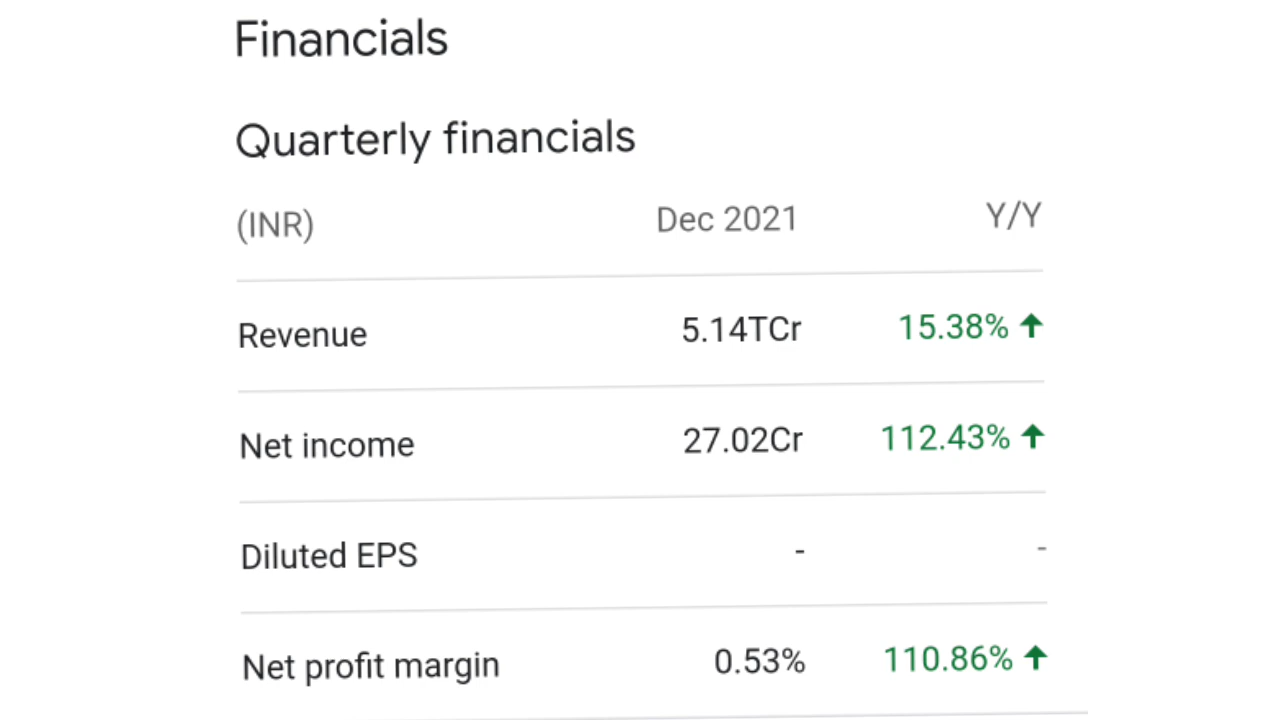 Financials
Quarterly financials
(INR) Dec 2021 Y/Y
Revenue 5.14TCr 15.38% ↑
Net income 27.02Cr 112.43% ↑
Diluted EPS - -
Net profit margin 0.53% 110.86% ↑